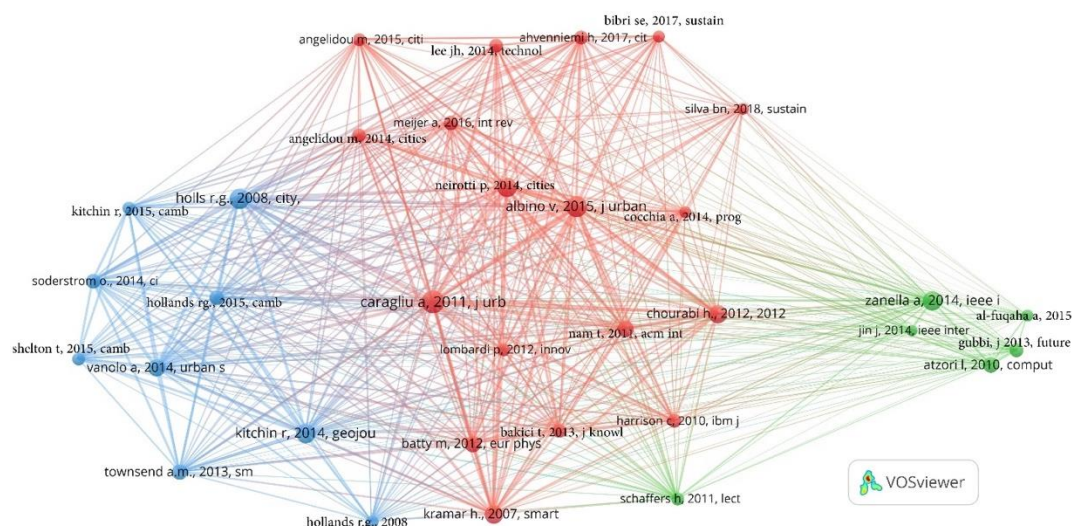 bibri se, 2017, sustain
angelidou m, 2015, citi
lee jh, 2014, technol
ahvenniemi h, 2017, cit
silva bn, 2018, sustain
meijer a, 2016, int rev
angelidou m, 2014, cities
neirotti p, 2014, cities
holls r.g., 2008, city,
albino v, 2015, j urban
kitchin r, 2015, camb
cocchia a, 2014, prog
soderstrom o., 2014, ci
hollands rg., 2015, camb
caragliu a, 2011, j urb
zanella a, 2014, ieee i
chourabi h., 2012, 2012
al-fuqaha a, 2015
nam t, 2011, acm int
jin j, 2014, ieee inter
gubbi, j 2013, future
shelton t, 2015, camb
lombardi p, 2012, innov
vanolo a, 2014, urban s
atzori l, 2010, comput
harrison c, 2010, ibm j
kitchin r, 2014, geojou
bakici t, 2013, j knowl
batty m, 2012, eur phys
townsend a.m., 2013, sm
schaffers h, 2011, lect
kramar h., 2007, smart
hollands r.g., 2008
VOSviewer